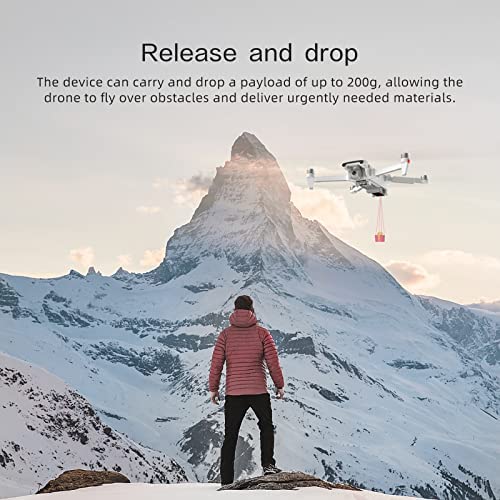 Release and drop
The device can carry and drop a payload of up to 200g, allowing the
drone to fly over obstacles and deliver urgently needed materials.